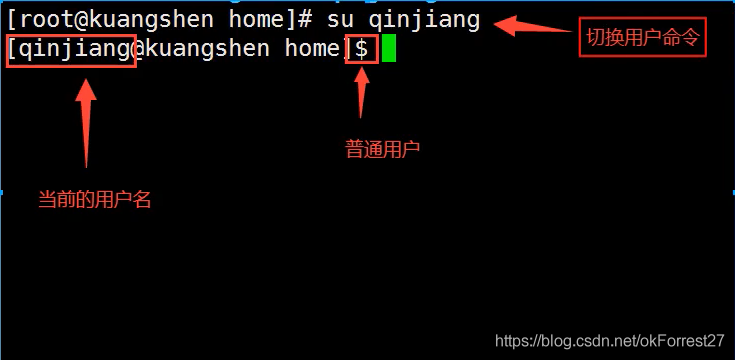 [root@kuangshen home]# su qinjiang
切换用户命令
[qinjiang@kuangshen home]$
普通用户
当前的用户名
https://blog.csdn.net/okForrest27